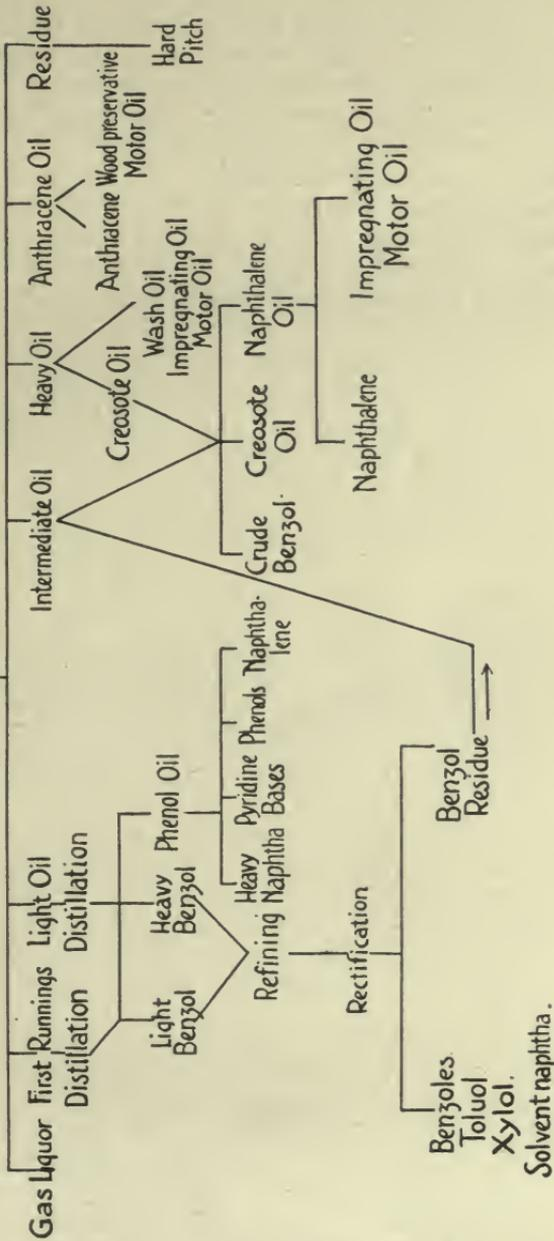 Gas Liquor
First Runnings
Distillation
Light Oil
Distillation
Intermediate Oil
Heavy Oil
Anthracene Oil
Residue
Light
Benzol
Heavy
Benzol
Phenol Oil
Creosote Oil
Wash Oil
Impregnating Oil
Motor Oil
Anthracene
Wood preservative
Motor Oil
Hard
Pitch
Refining
Heavy
Naphtha
Pyridine
Bases
Phenols
Naphtha-
lene
Crude
Benzol.
Creosote
Oil
Naphthalene
Oil
Rectification
Naphthalene
Impregnating Oil
Motor Oil
Benzoles.
Toluol
Xylol.
Solvent naphtha.
Benzol
Residue